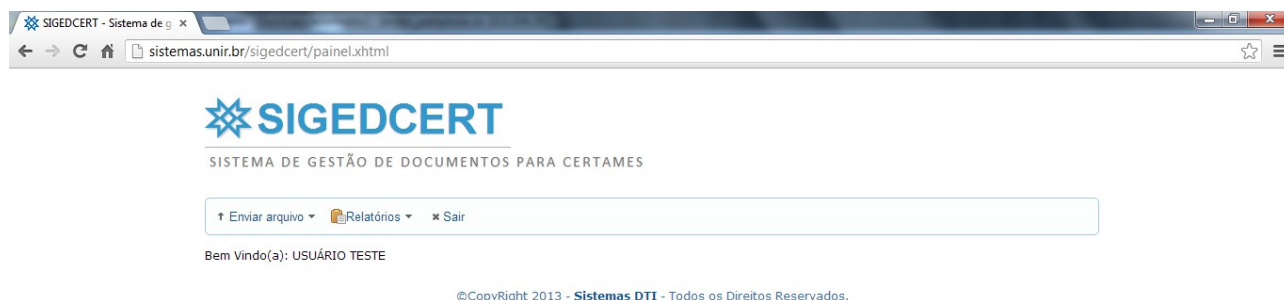 SIGEDCERT - Sistema de g
sistemas.unir.br/sigedcert/painel.xhtml
SIGEDCERT
SISTEMA DE GESTÃO DE DOCUMENTOS PARA CERTAMES
Enviar arquivo Relatórios Sair
Bem Vindo(a): USUÁRIO TESTE
©CopyRight 2013 - Sistemas DTI - Todos os Direitos Reservados.